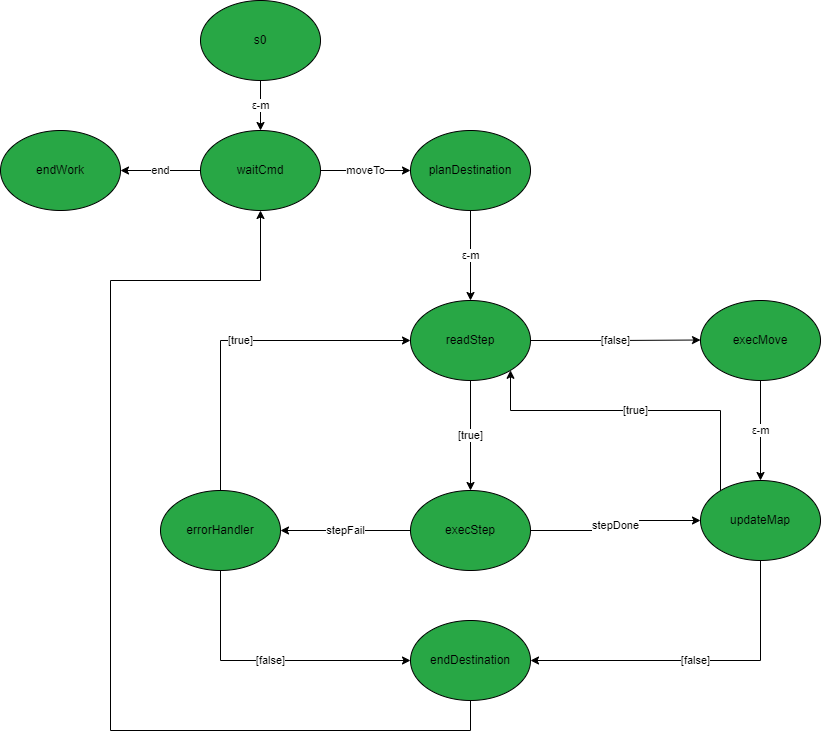 s0
ε-m
endWork
end
waitCmd
moveTo
planDestination
ε-m
[true]
readStep
[false]
execMove
[true]
ε-m
[true]
errorHandler
stepFail
execStep
stepDone
updateMap
[false]
endDestination
[false]